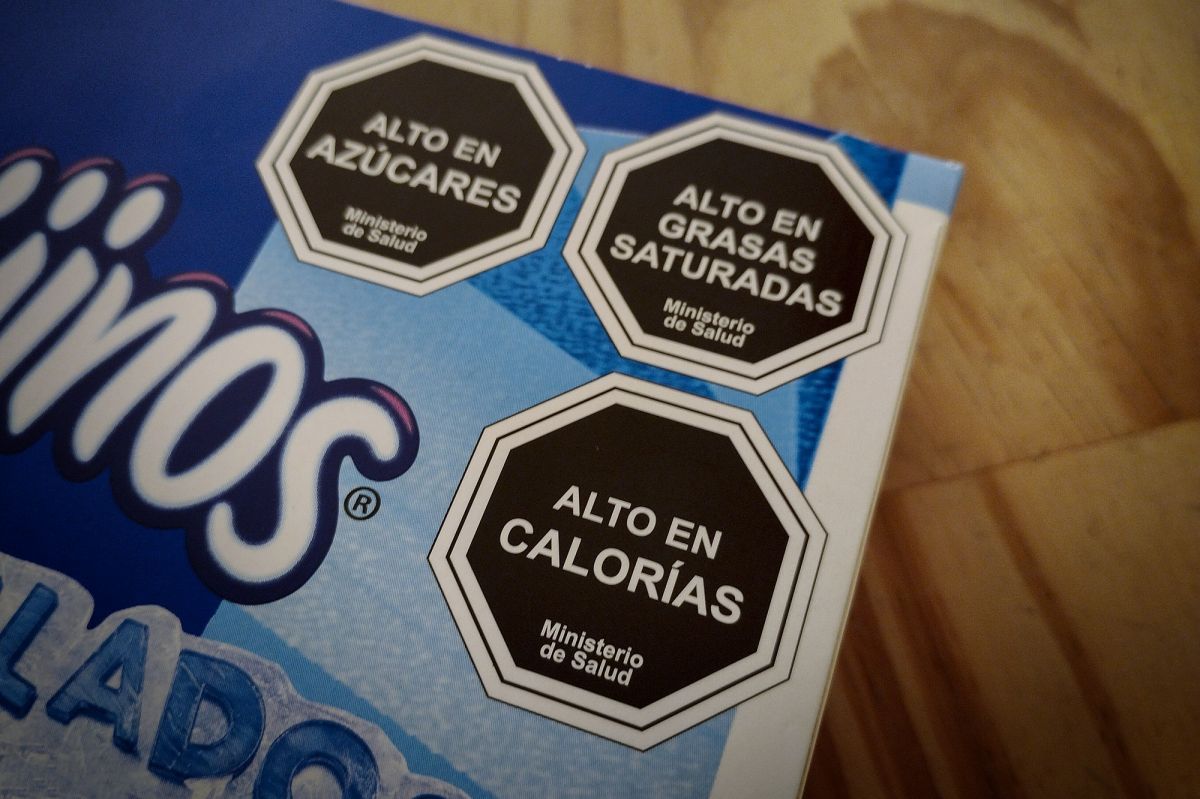 ALTO EN
AZÚCARES
Ministerio
de Salud
ALTO EN
GRASAS
SATURADAS
Ministerio
de Salud
ALTO EN
CALORÍAS
Ministerio
de Salud
®